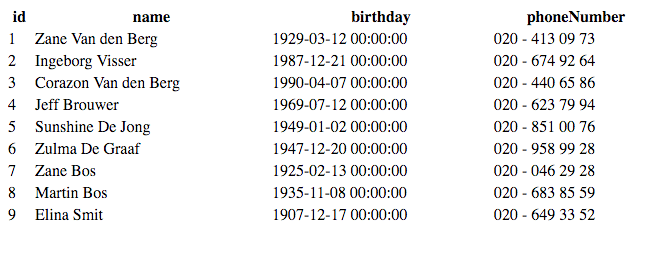 id name birthday phoneNumber
1 Zane Van den Berg 1929-03-12 00:00:00 020 - 413 09 73
2 Ingeborg Visser 1987-12-21 00:00:00 020 - 674 92 64
3 Corazon Van den Berg 1990-04-07 00:00:00 020 - 440 65 86
4 Jeff Brouwer 1969-07-12 00:00:00 020 - 623 79 94
5 Sunshine De Jong 1949-01-02 00:00:00 020 - 851 00 76
6 Zulma De Graaf 1947-12-20 00:00:00 020 - 958 99 28
7 Zane Bos 1925-02-13 00:00:00 020 - 046 29 28
8 Martin Bos 1935-11-08 00:00:00 020 - 683 85 59
9 Elina Smit 1907-12-17 00:00:00 020 - 649 33 52